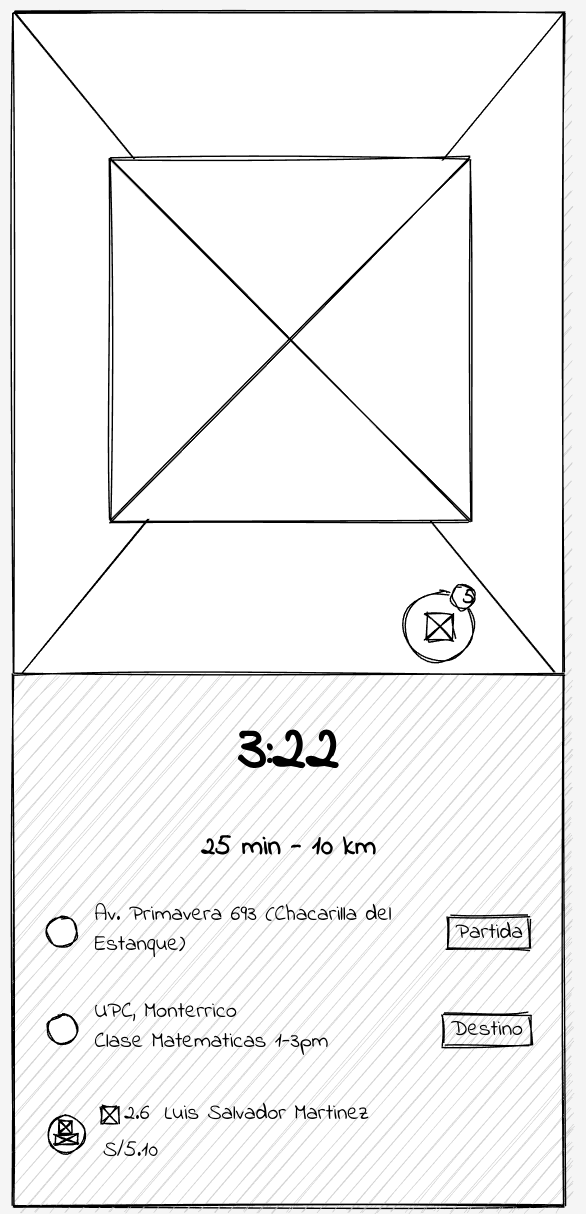 5
3:22
25 min - 10 km
Av. Primavera 693 (Chacarilla del
Estanque)
Partida
UPC, Monterrico
Clase Matematicas 1-3pm
Destino
2.6 Luis Salvador Martinez
S/5.10